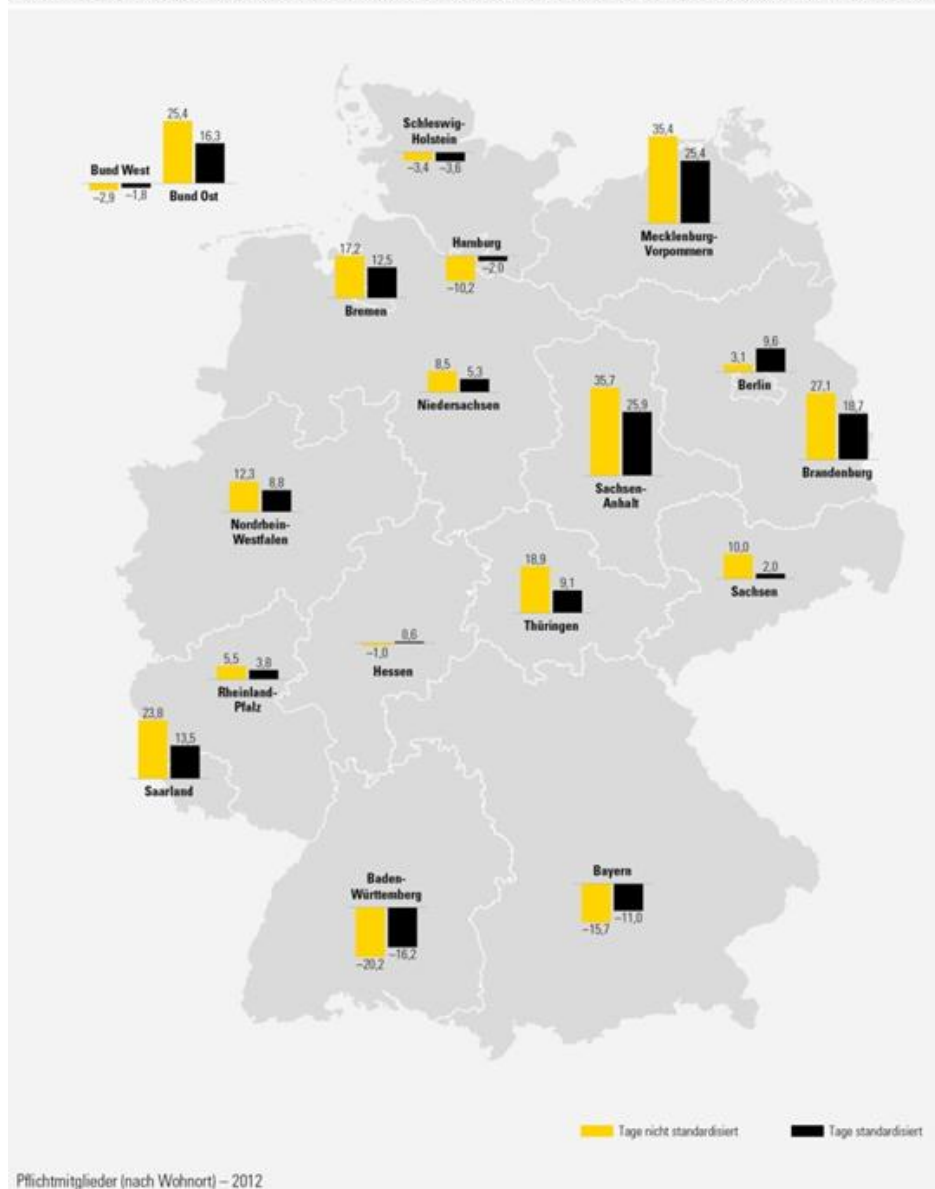 25,4
16,3
Bund West
–2,9 –1,8
Bund Ost
Schleswig-
Holstein
–3,4 –3,6
35,4
25,4
Mecklenburg-
Vorpommern
17,2
12,5
Bremen
Hamburg
–2,0
–10,2
8,5
5,3
Niedersachsen
3,1
9,6
Berlin
35,7
25,9
Sachsen-
Anhalt
27,1
18,7
Brandenburg
12,3
8,8
Nordrhein-
Westfalen
10,0
2,0
Sachsen
18,9
9,1
Thüringen
0,6
–1,0
Hessen
5,5 3,8
Rheinland-
Pfalz
23,8
13,5
Saarland
Baden-
Württemberg
–16,2
–20,2
Bayern
–11,0
–15,7
Tage nicht standardisiert
Tage standardisiert
Pflichtmitglieder (nach Wohnort) – 2012